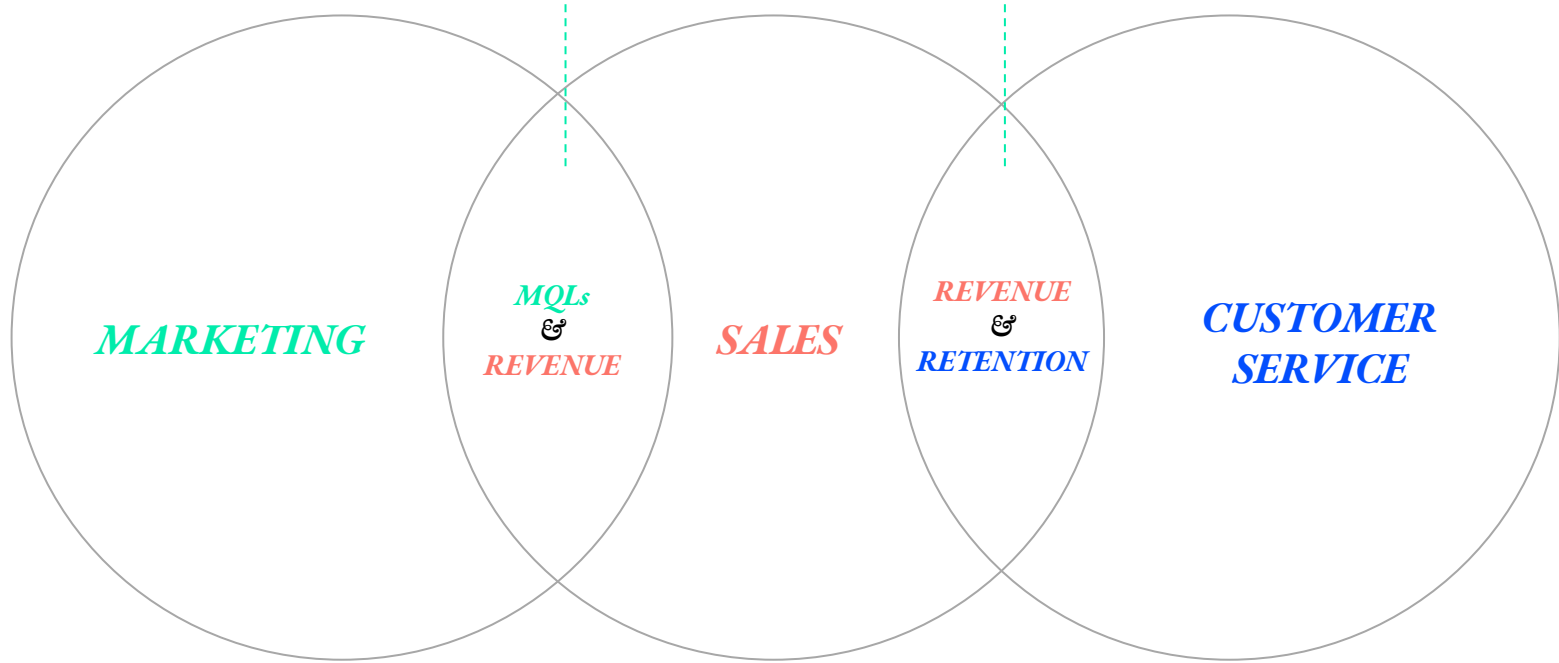 MARKETING
MQLs
&
REVENUE
SALES
REVENUE
&
RETENTION
CUSTOMER
SERVICE